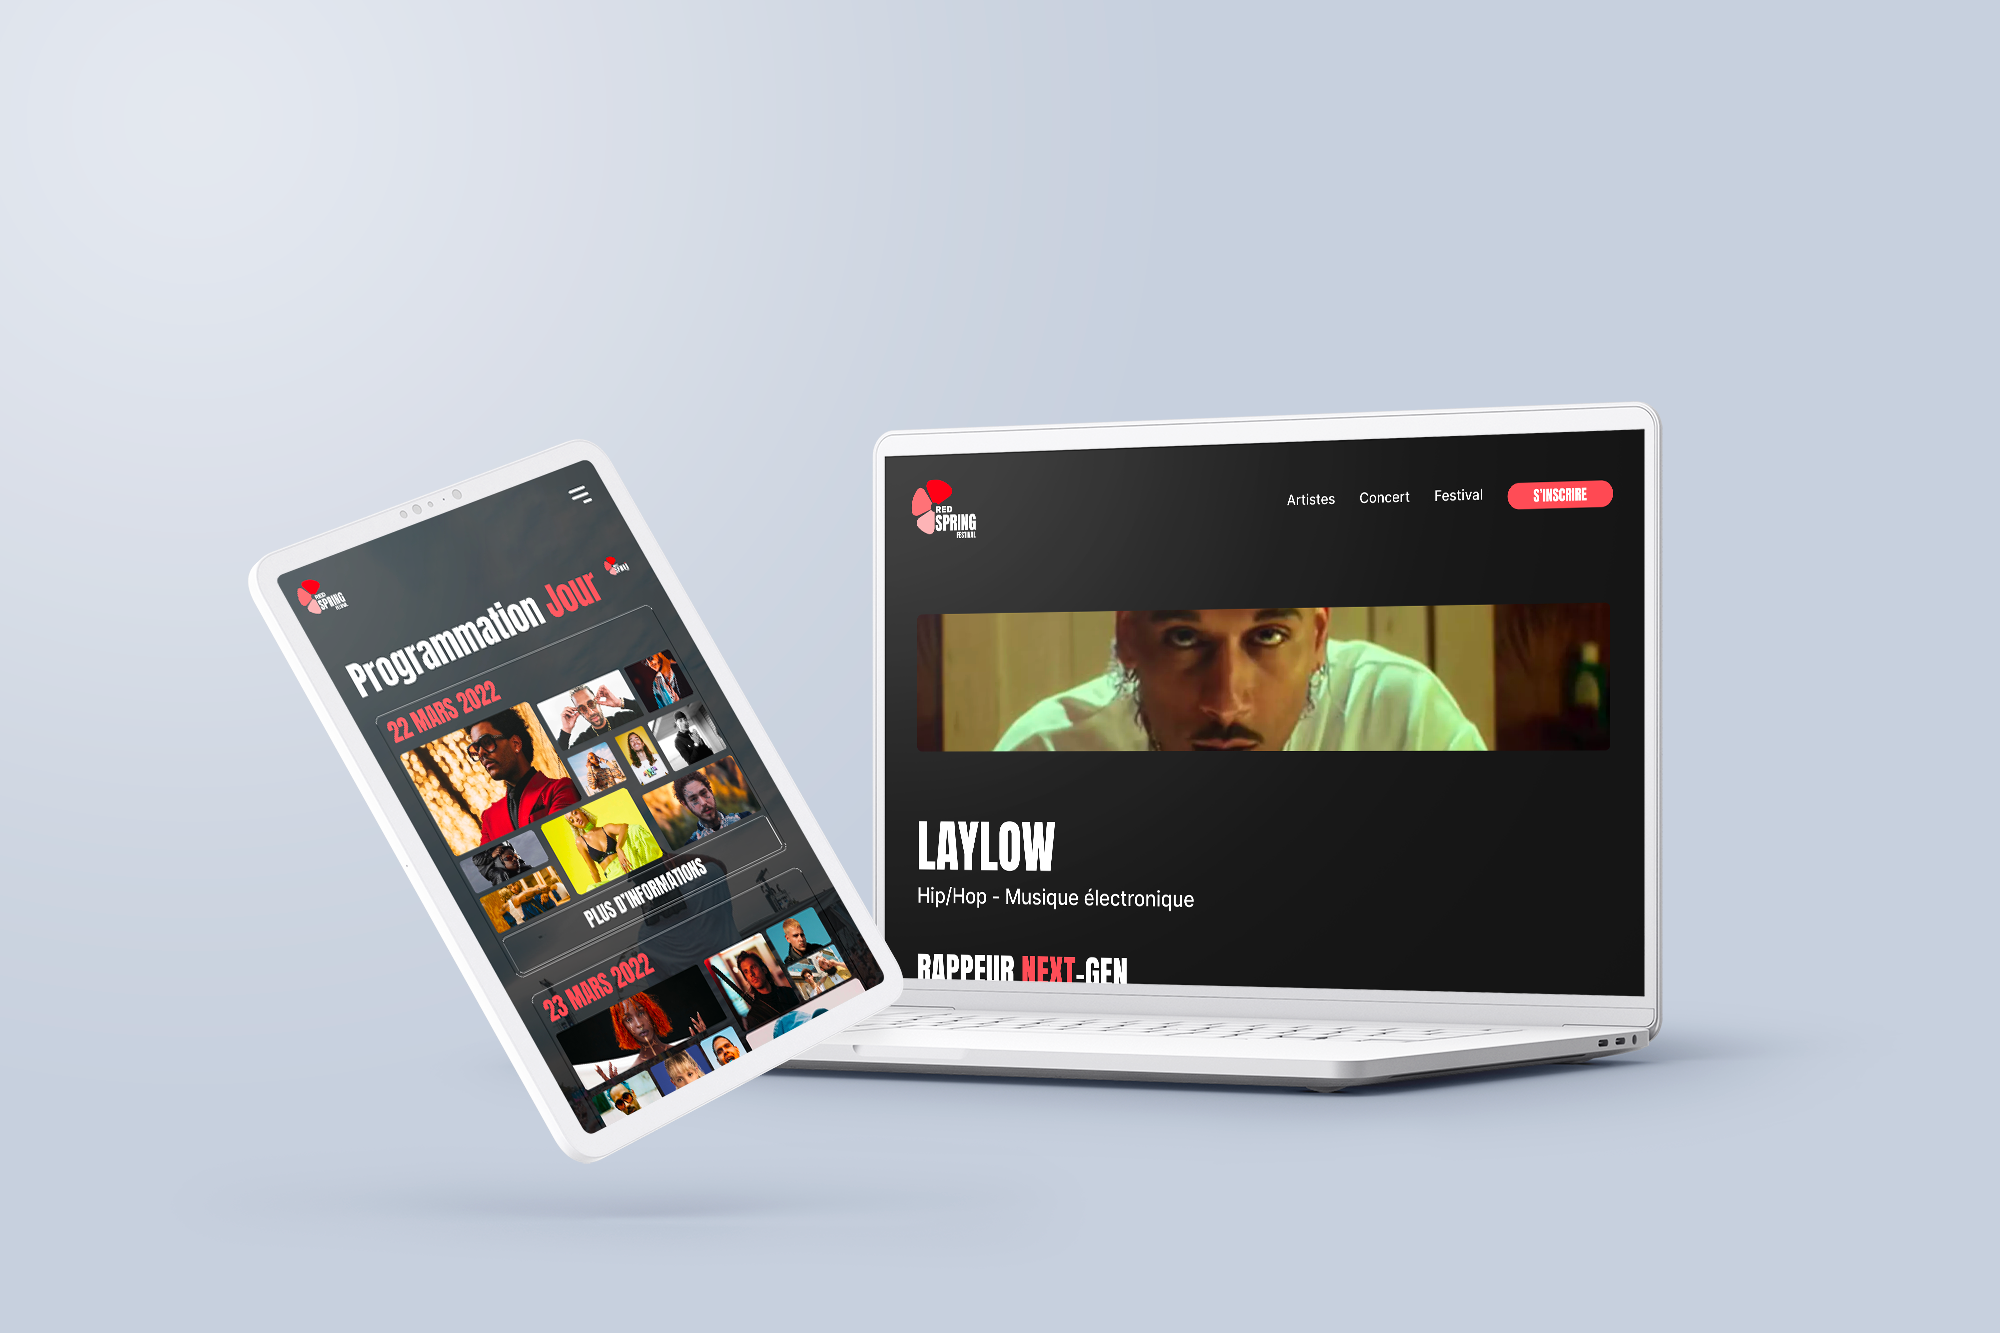 RED
SPRING
FESTIVAL
Programmation Jour
22 MARS 2022
PLUS D'INFORMATIONS
23 MARS 2022
RED
SPRING
FESTIVAL
Artistes Concert Festival S'INSCRIRE
LAYLOW
Hip/Hop - Musique électronique
RAPPEUR NEXT-GEN